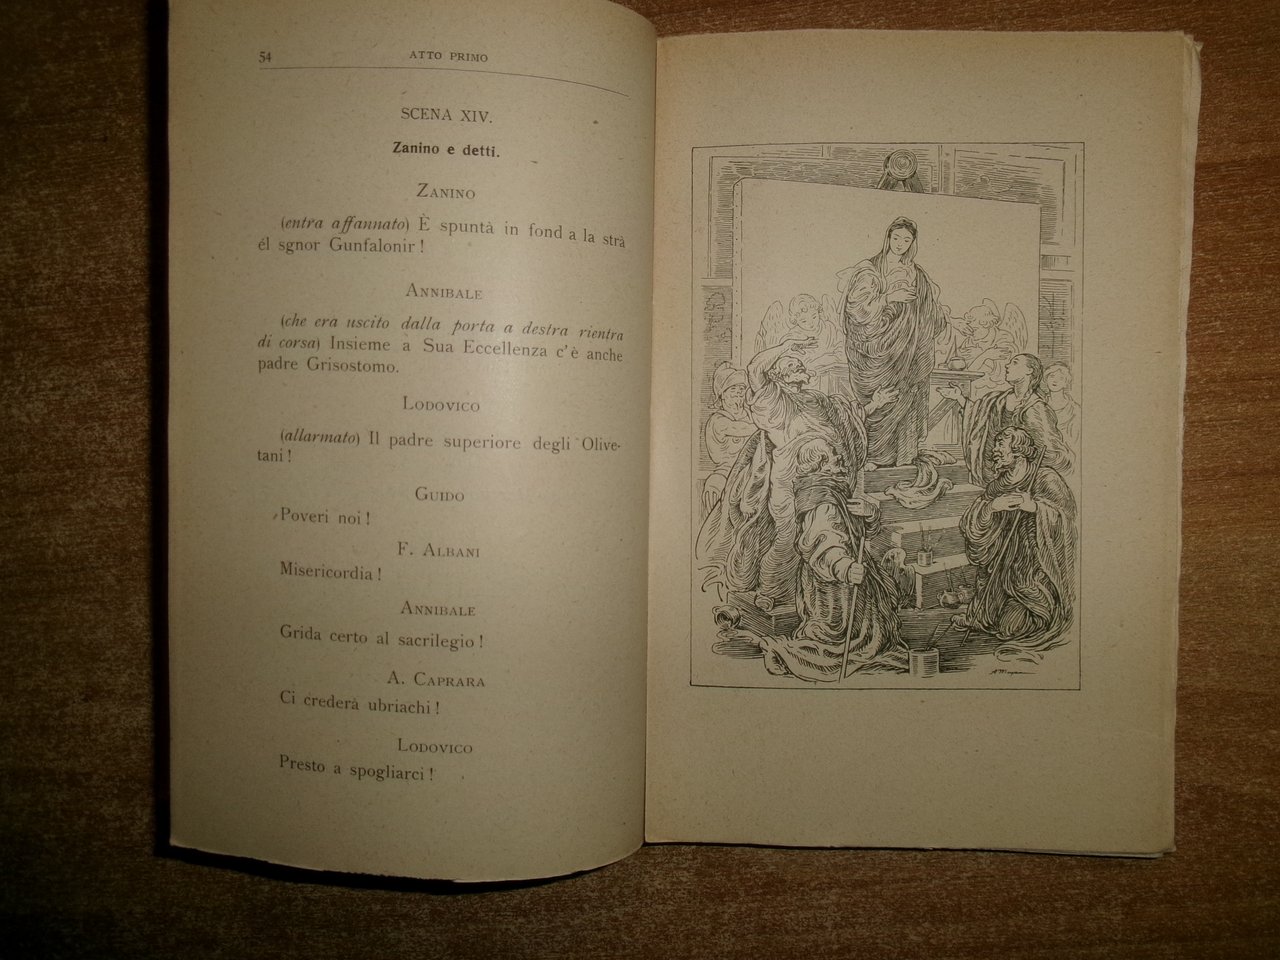 54
ATTO PRIMO
SCENA XIV.
Zanino e detti.
ZANINO
(entra affannato) È spuntà in fond a la strà
él sgnor Gunfalonir !
ANNIBALE
(che era uscito dalla porta a destra rientra
di corsa) Insieme a Sua Eccellenza c'è anche
padre Grisostomo.
LODOVICO
(allarmato) Il padre superiore degli Olive-
tani !
GUIDO
Poveri noi !
F. ALBANI
Misericordia !
ANNIBALE
Grida certo al sacrilegio !
A. CAPRARA
Ci crederà ubriachi !
LODOVICO
Presto a spogliarci !